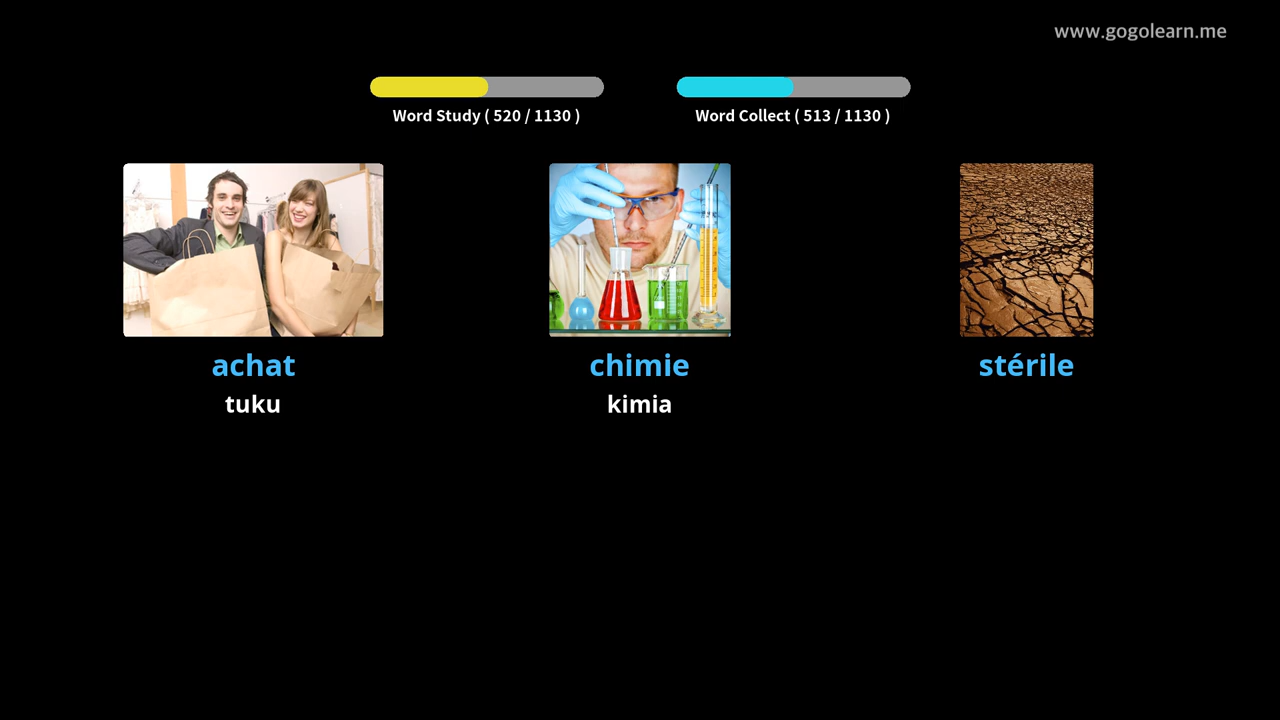 www.gogolearn.me
Word Study ( 520 / 1130 )
Word Collect ( 513 / 1130 )
achat
chimie
stérile
tuku
kimia